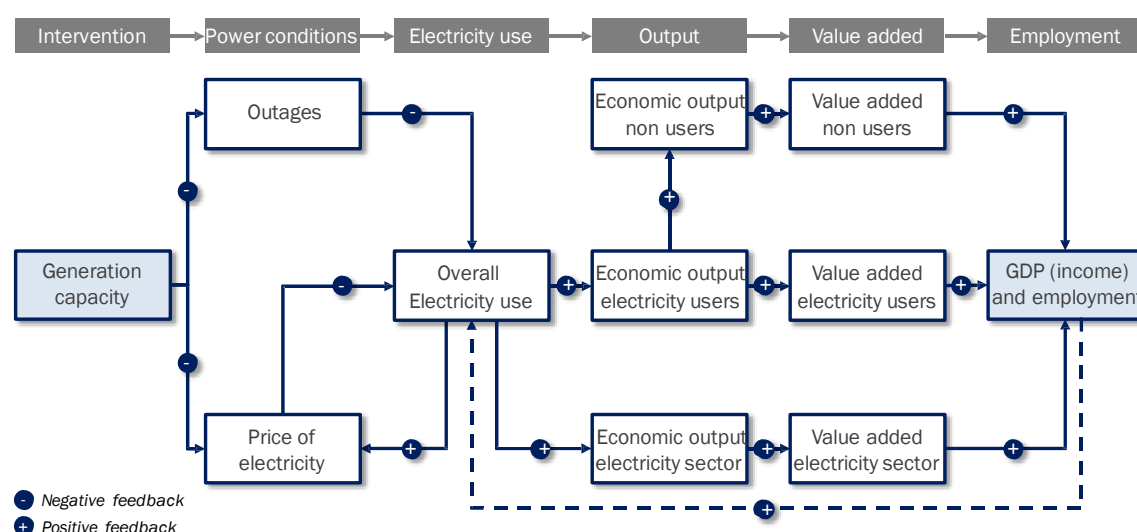 Intervention
Power conditions
Electricity use
Output
Value added
Employment
Outages
Economic output
non users
Value added
non users
-
+
+
-
+
Generation
capacity
-
Overall
Electricity use
+
Economic output
electricity users
+
Value added
electricity users
+
GDP (income)
and employment
-
Price of
electricity
+
+
Economic output
electricity sector
+
Value added
electricity sector
+
- Negative feedback
+
+ Positive feedback